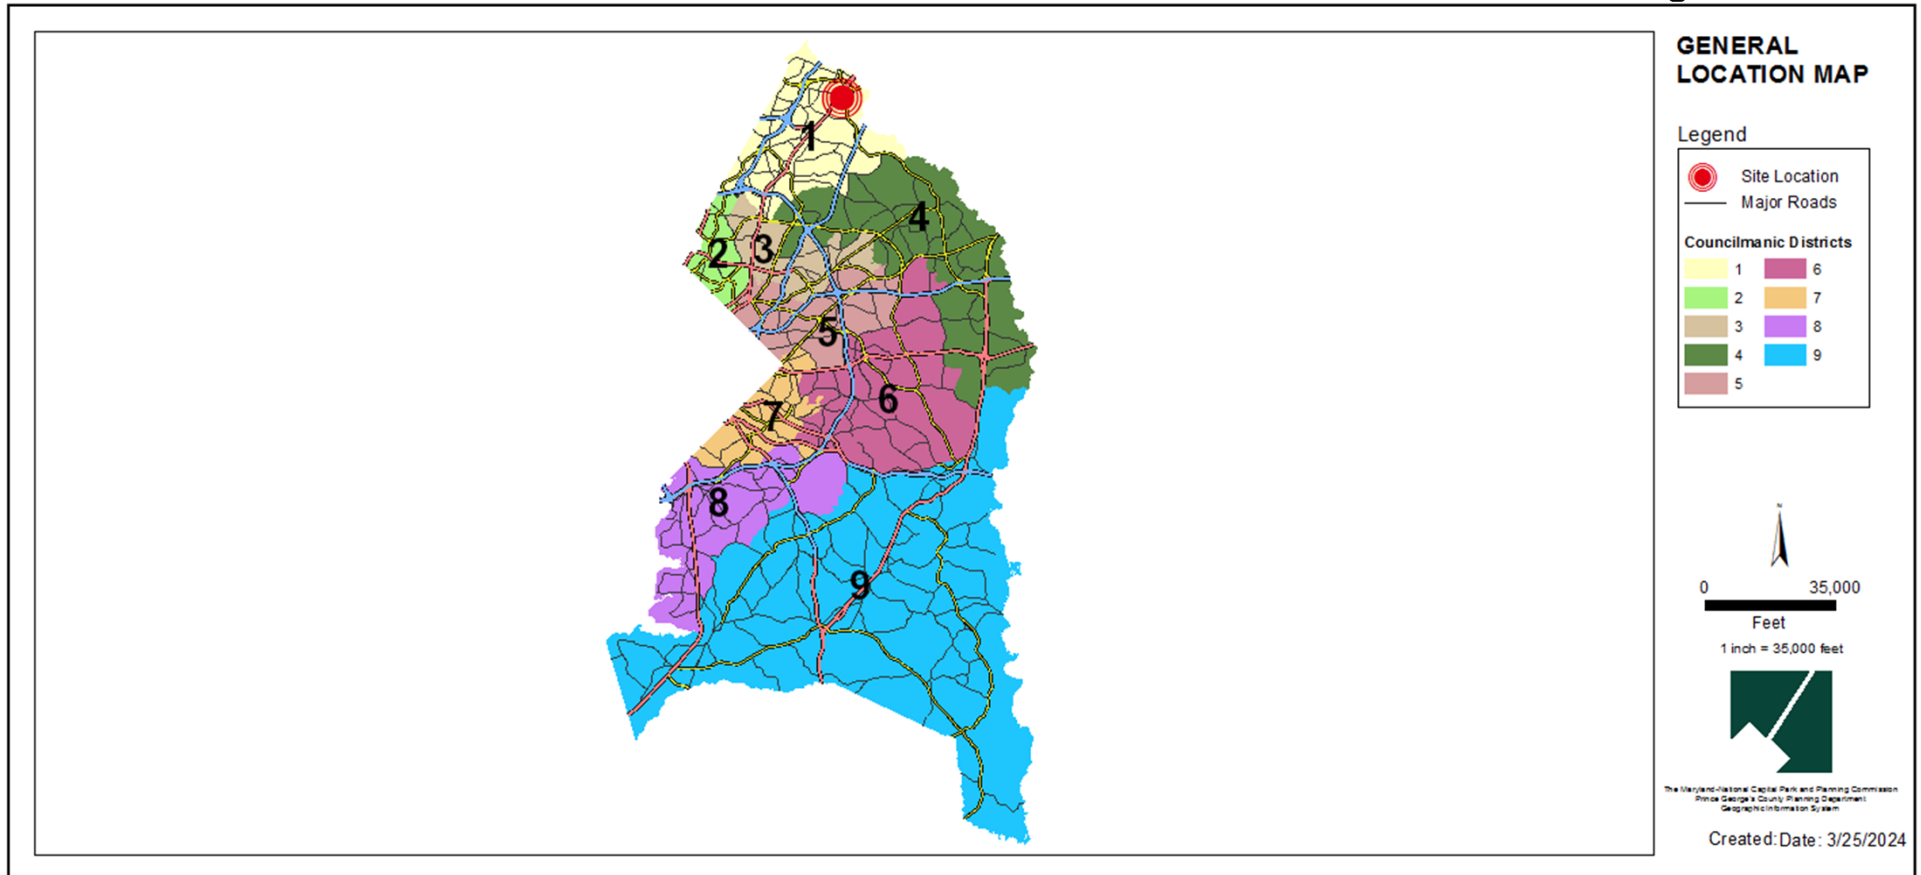 GENERAL
LOCATION MAP
Legend
Site Location
Major Roads
Councilmanic Districts
1 6
2 7
3 8
4 9
5
1
2
3
4
5
6
7
8
9
N
0 35,000
Feet
1 inch = 35,000 feet
The Maryland-National Capital Park and Planning Commission
Prince George's County Planning Department
Geographic Information System
Created: Date: 3/25/2024